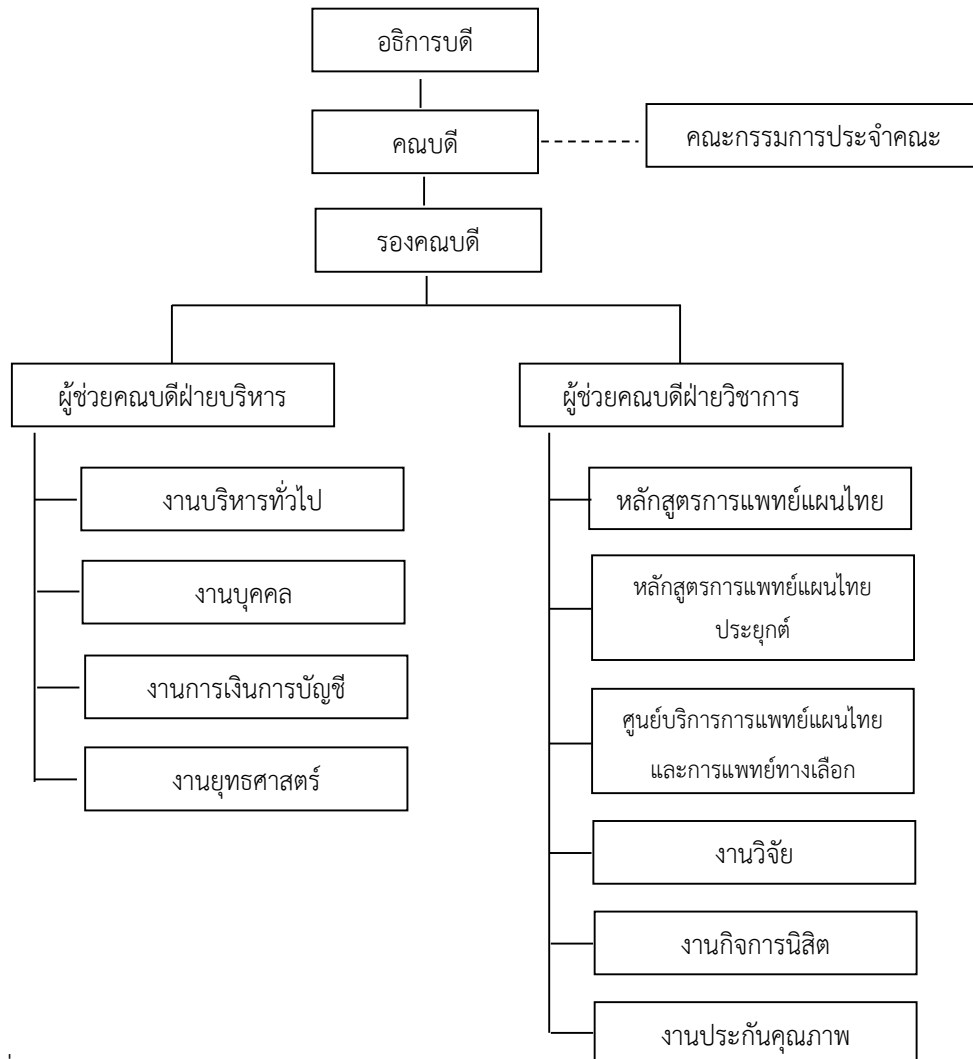 อธิการบดี
คณบดี
คณะกรรมการประจำคณะ
รองคณบดี
ผู้ช่วยคณบดีฝ่ายบริหาร
งานบริหารทั่วไป
งานบุคคล
งานการเงินการบัญชี
งานยุทธศาสตร์
ผู้ช่วยคณบดีฝ่ายวิชาการ
หลักสูตรการแพทย์แผนไทย
หลักสูตรการแพทย์แผนไทย
ประยุกต์
ศูนย์บริการการแพทย์แผนไทย
และการแพทย์ทางเลือก
งานวิจัย
งานกิจการนิสิต
งานประกันคุณภาพ